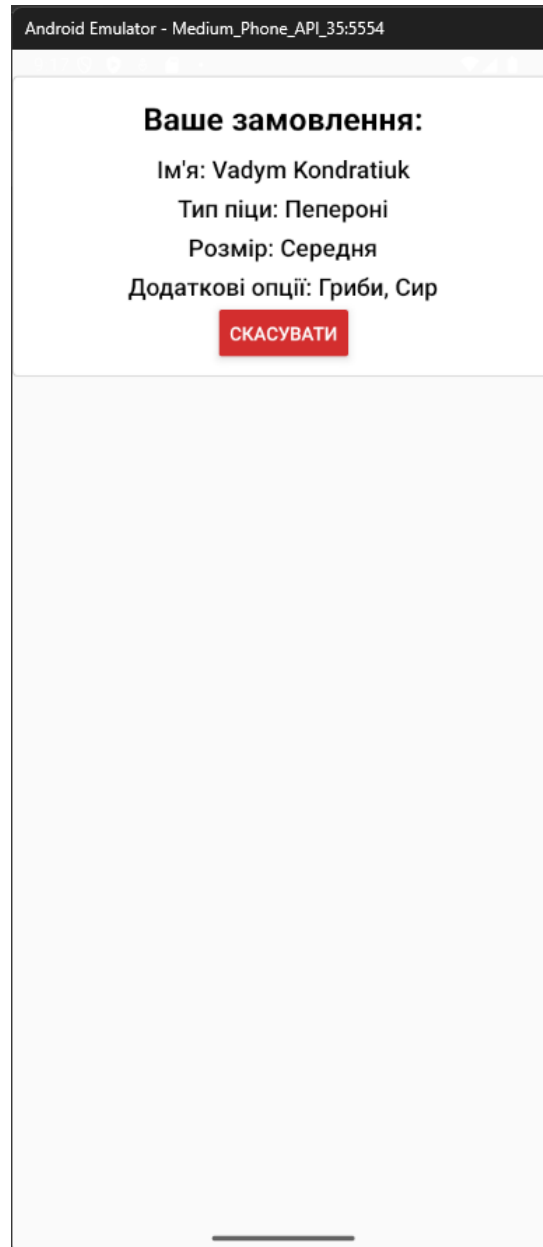 Android Emulator - Medium_Phone_API_35:5554
Ваше замовлення:
Ім'я: Vadym Kondratiuk
Тип піци: Пепероні
Розмір: Середня
Додаткові опції: Гриби, Сир
СКАСУВАТИ